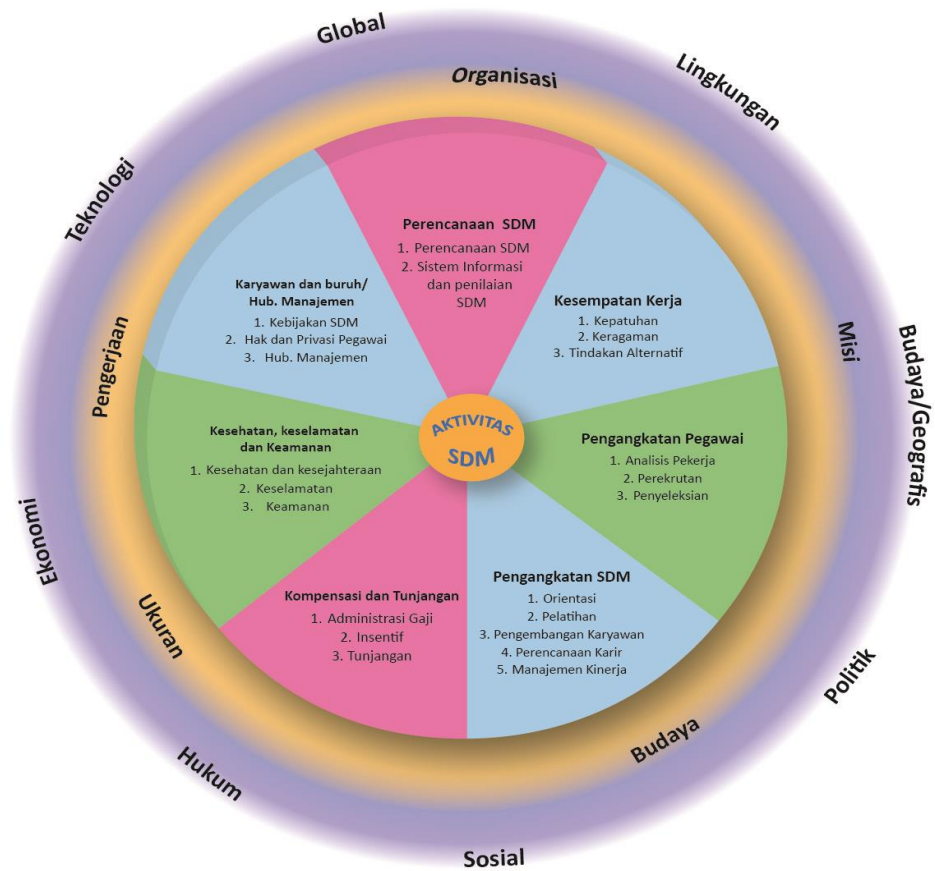 Global
Lingkungan
Budaya/Geografis
Politik
Sosial
Hukum
Ekonomi
Teknologi
Organisasi
Misi
Budaya
Ukuran
Pengerjaan
Perencanaan SDM
1. Perencanaan SDM
2. Sistem Informasi
dan penilaian
SDM
Kesempatan Kerja
1. Kepatuhan
2. Keragaman
3. Tindakan Alternatif
Pengangkatan Pegawai
1. Analisis Pekerja
2. Perekrutan
3. Penyeleksian
Pengangkatan SDM
1. Orientasi
2. Pelatihan
3. Pengembangan Karyawan
4. Perencanaan Karir
5. Manajemen Kinerja
Kompensasi dan Tunjangan
1. Administrasi Gaji
2. Insentif
3. Tunjangan
Kesehatan, keselamatan
dan Keamanan
1. Kesehatan dan kesejahteraan
2. Keselamatan
3. Keamanan
Karyawan dan buruh/
Hub. Manajemen
1. Kebijakan SDM
2. Hak dan Privasi Pegawai
3. Hub. Manajemen
AKTIVITAS
SDM